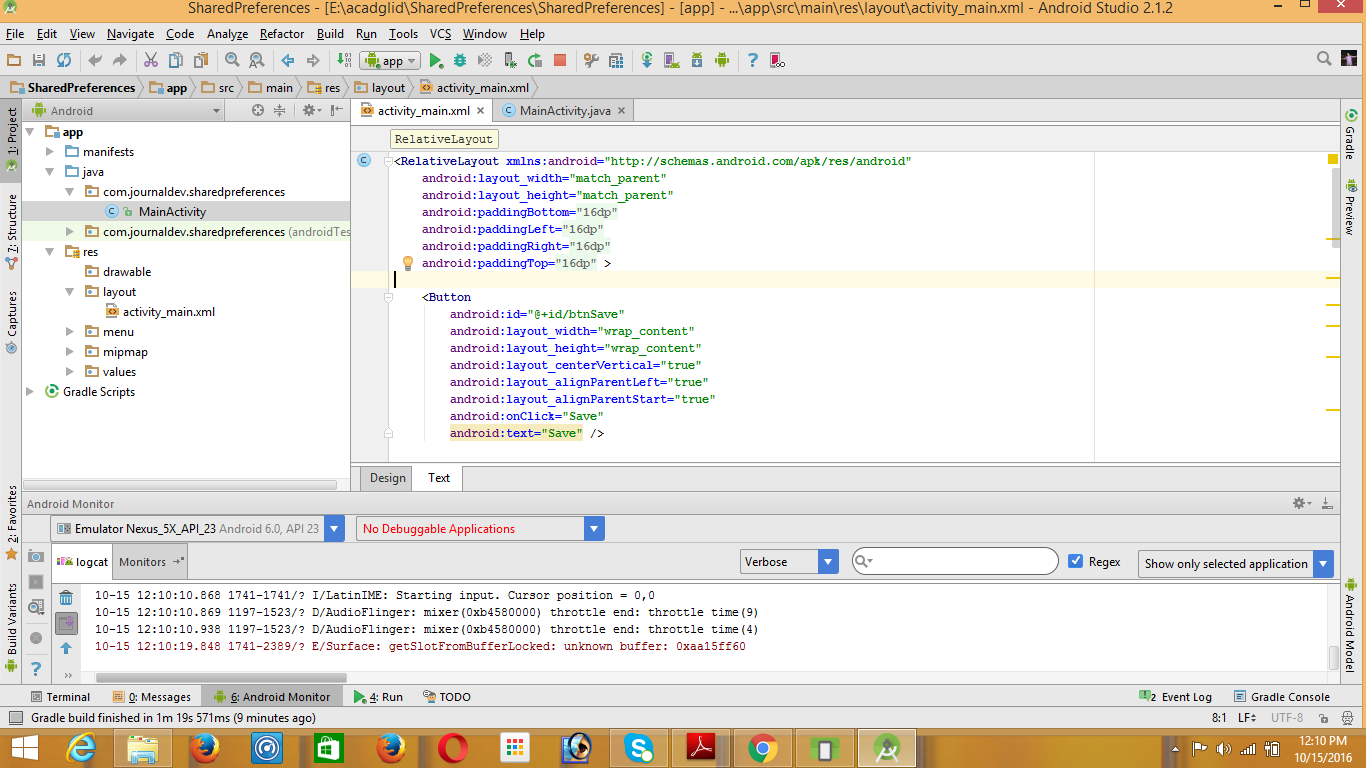 SharedPreferences - [E:\acadglid\SharedPreferences\SharedPreferences] - [app] - ...\app\src\main\res\layout\activity_main.xml - Android Studio 2.1.2
File Edit View Navigate Code Analyze Refactor Build Run Tools VCS Window Help
app
SharedPreferences app src main res layout activity_main.xml
Android
activity_main.xml MainActivity.java
1: Project
7: Structure
Captures
2: Favorites
Build Variants
app
manifests
java
com.journaldev.sharedpreferences
MainActivity
com.journaldev.sharedpreferences (androidTes
res
drawable
layout
activity_main.xml
menu
mipmap
values
Gradle Scripts
RelativeLayout
<RelativeLayout xmlns:android="http://schemas.android.com/apk/res/android"
android:layout_width="match_parent"
android:layout_height="match_parent"
android:paddingBottom="16dp"
android:paddingLeft="16dp"
android:paddingRight="16dp"
android:paddingTop="16dp" >
<Button
android:id="@+id/btnSave"
android:layout_width="wrap_content"
android:layout_height="wrap_content"
android:layout_centerVertical="true"
android:layout_alignParentLeft="true"
android:layout_alignParentStart="true"
android:onClick="Save"
android:text="Save" />
Design Text
Gradle
Preview
Android Model
Android Monitor
Emulator Nexus_5X_API_23 Android 6.0, API 23 No Debuggable Applications
logcat Monitors Verbose Regex Show only selected application
10-15 12:10:10.868 1741-1741/? I/LatinIME: Starting input. Cursor position = 0,0
10-15 12:10:10.869 1197-1523/? D/AudioFlinger: mixer(0xb4580000) throttle end: throttle time(9)
10-15 12:10:10.938 1197-1523/? D/AudioFlinger: mixer(0xb4580000) throttle end: throttle time(4)
10-15 12:10:19.848 1741-2389/? E/Surface: getSlotFromBufferLocked: unknown buffer: 0xaa15ff60
Terminal 0: Messages 6: Android Monitor 4: Run TODO 2 Event Log Gradle Console
Gradle build finished in 1m 19s 571ms (9 minutes ago) 8:1 LF UTF-8
12:10 PM
10/15/2016